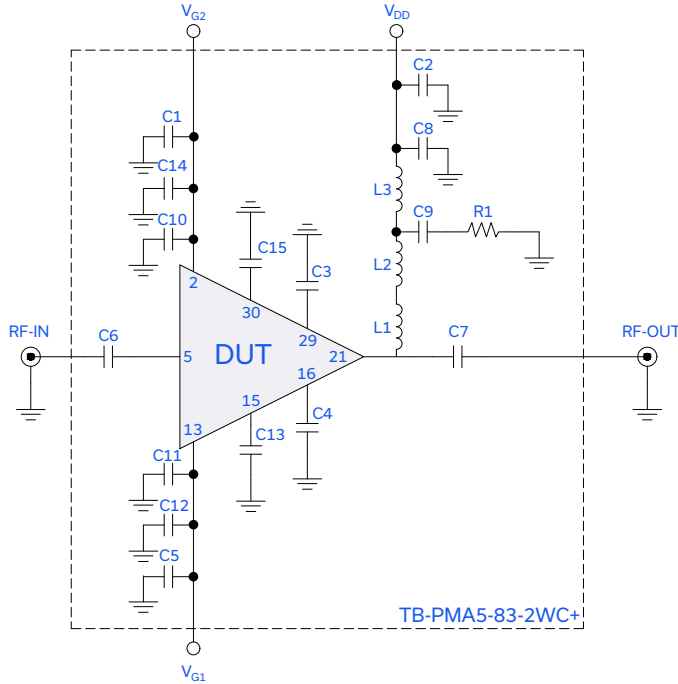 VG2
VDD
C2
C1
C8
C14
L3
C10
C9
R1
C15
C3
L2
2
30
L1
29
RF-IN
C6
C7
RF-OUT
5
DUT
21
16
15
C4
13
C13
C11
C12
C5
TB-PMA5-83-2WC+
VG1